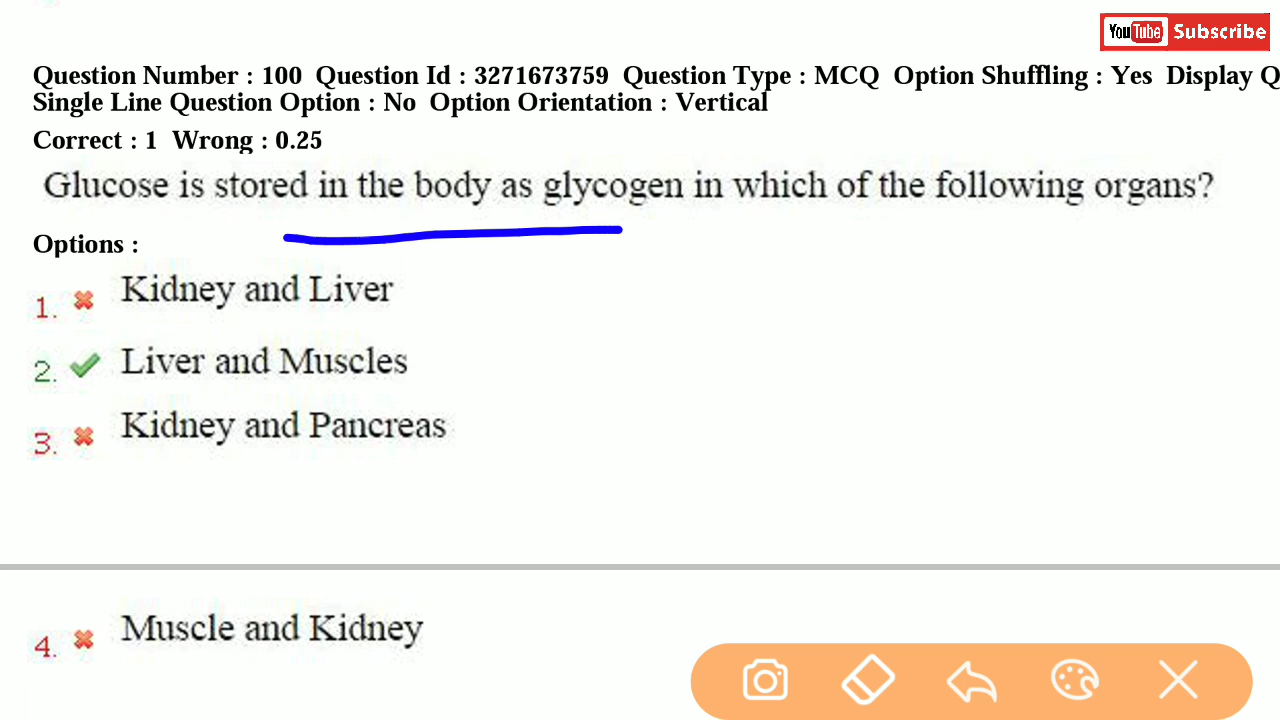 YouTube Subscribe
Question Number : 100 Question Id : 3271673759 Question Type : MCQ Option Shuffling : Yes Display Q
Single Line Question Option : No Option Orientation : Vertical
Correct : 1 Wrong : 0.25
Glucose is stored in the body as glycogen in which of the following organs?
Options :
1. Kidney and Liver
2. Liver and Muscles
3. Kidney and Pancreas
4. Muscle and Kidney